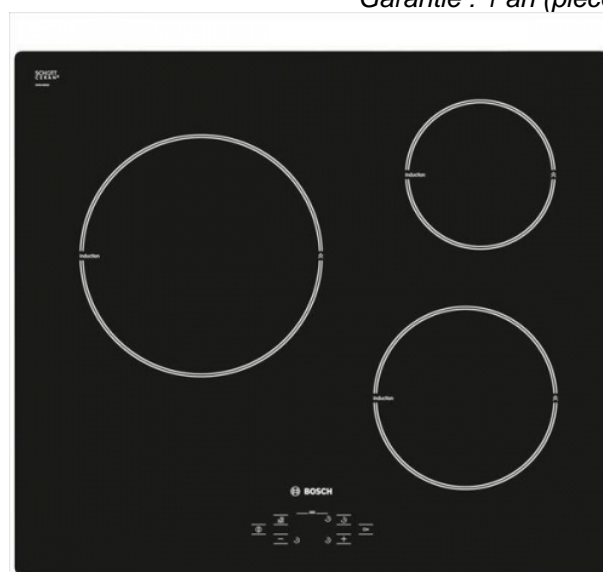 Garantie : 1 an (pièce
SCHOTT
CERAN®
Induction
Induction
Induction
BOSCH